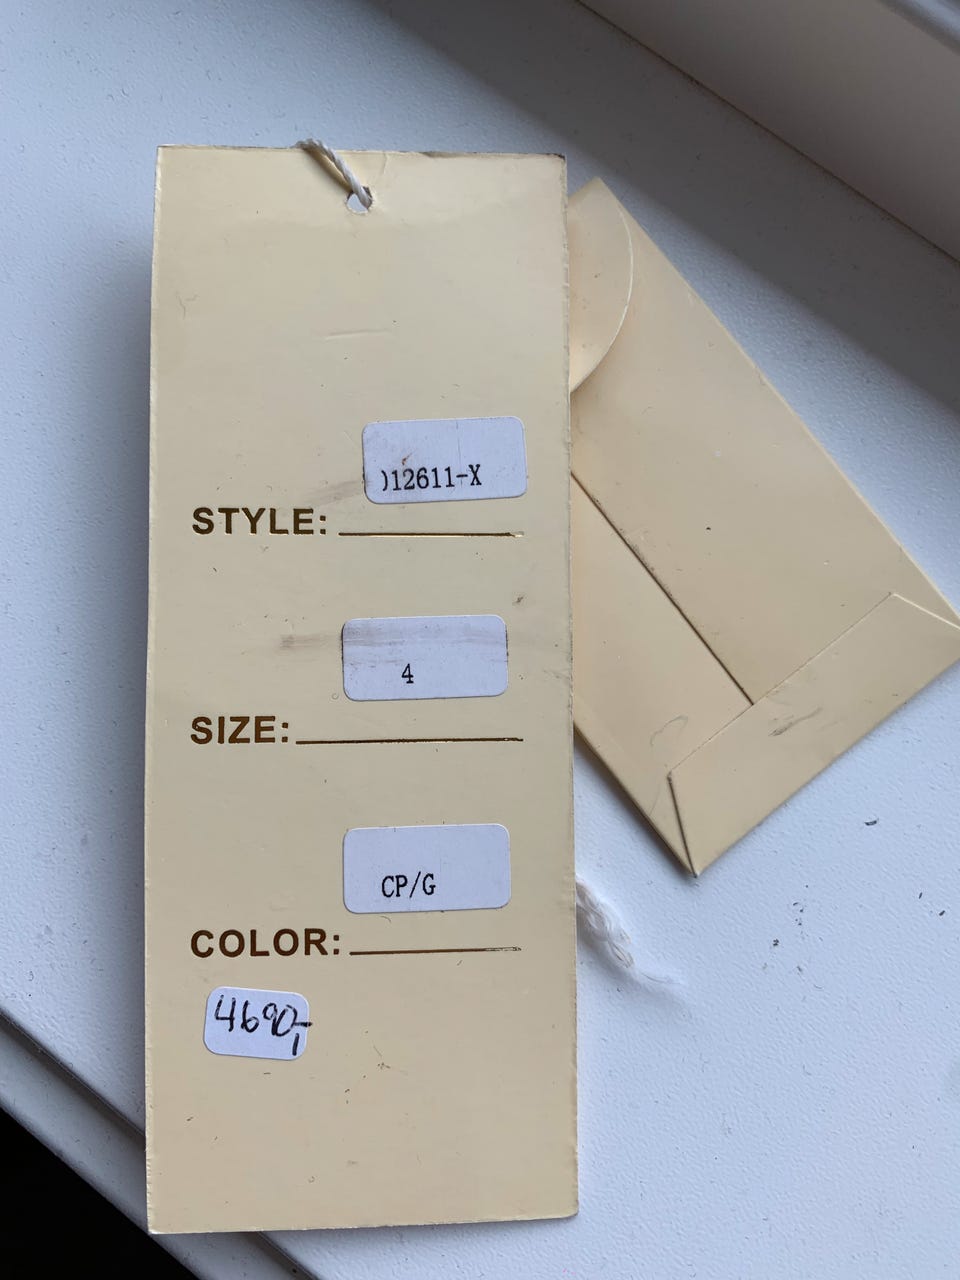 )12611-X
STYLE:
4
SIZE:
CP/G
COLOR:
4690,-